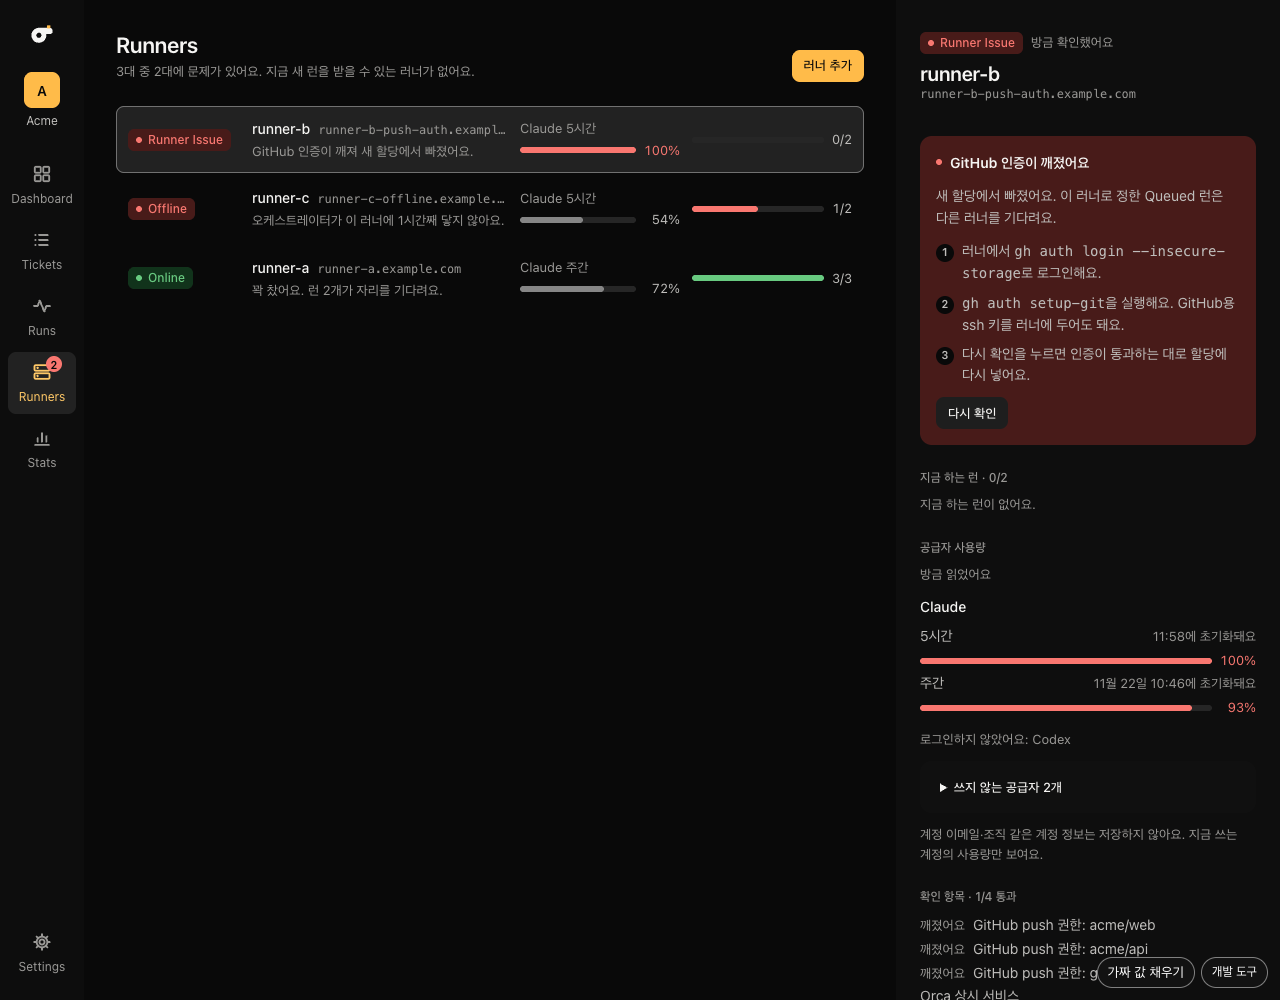 A
Acme
Dashboard
Tickets
Runs
2
Runners
Stats
Settings
Runners
3대 중 2대에 문제가 있어요. 지금 새 런을 받을 수 있는 러너가 없어요.
러너 추가
Runner Issue
runner-b runner-b-push-auth.exampl…
GitHub 인증이 깨져 새 할당에서 빠졌어요.
Claude 5시간
100%
0/2
Offline
runner-c runner-c-offline.example.…
오케스트레이터가 이 러너에 1시간째 닿지 않아요.
Claude 5시간
54%
1/2
Online
runner-a runner-a.example.com
꽉 찼어요. 런 2개가 자리를 기다려요.
Claude 주간
72%
3/3
Runner Issue 방금 확인했어요
runner-b
runner-b-push-auth.example.com
GitHub 인증이 깨졌어요
새 할당에서 빠졌어요. 이 러너로 정한 Queued 런은
다른 러너를 기다려요.
1 러너에서 gh auth login --insecure-
storage로 로그인해요.
2 gh auth setup-git을 실행해요. GitHub용
ssh 키를 러너에 두어도 돼요.
3 다시 확인을 누르면 인증이 통과하는 대로 할당에
다시 넣어요.
다시 확인
지금 하는 런 · 0/2
지금 하는 런이 없어요.
공급자 사용량
방금 읽었어요
Claude
5시간 11:58에 초기화돼요
100%
주간 11월 22일 10:46에 초기화돼요
93%
로그인하지 않았어요: Codex
▶ 쓰지 않는 공급자 2개
계정 이메일·조직 같은 계정 정보는 저장하지 않아요. 지금 쓰는
계정의 사용량만 보여요.
확인 항목 · 1/4 통과
깨졌어요 GitHub push 권한: acme/web
깨졌어요 GitHub push 권한: acme/api
깨졌어요 GitHub push 권한:
가짜 값 채우기
개발 도구
Orca 상시 서비스